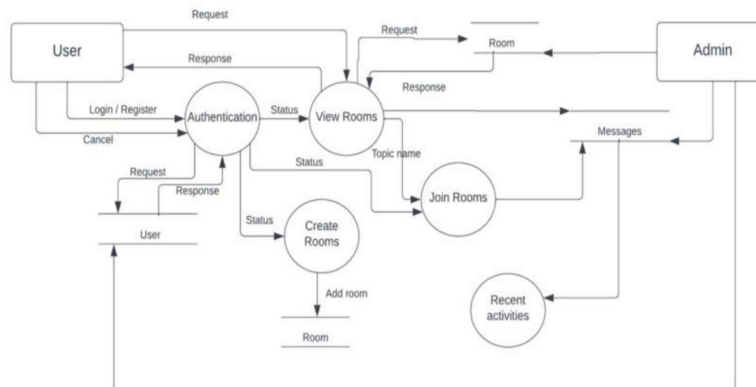 Request
User
Request
Room
Admin
Response
Response
Login / Register
Authentication
Status
View Rooms
Cancel
Messages
Topic name
Request
Status
Response
Join Rooms
Status
Create
Rooms
User
Add room
Recent
activities
Room